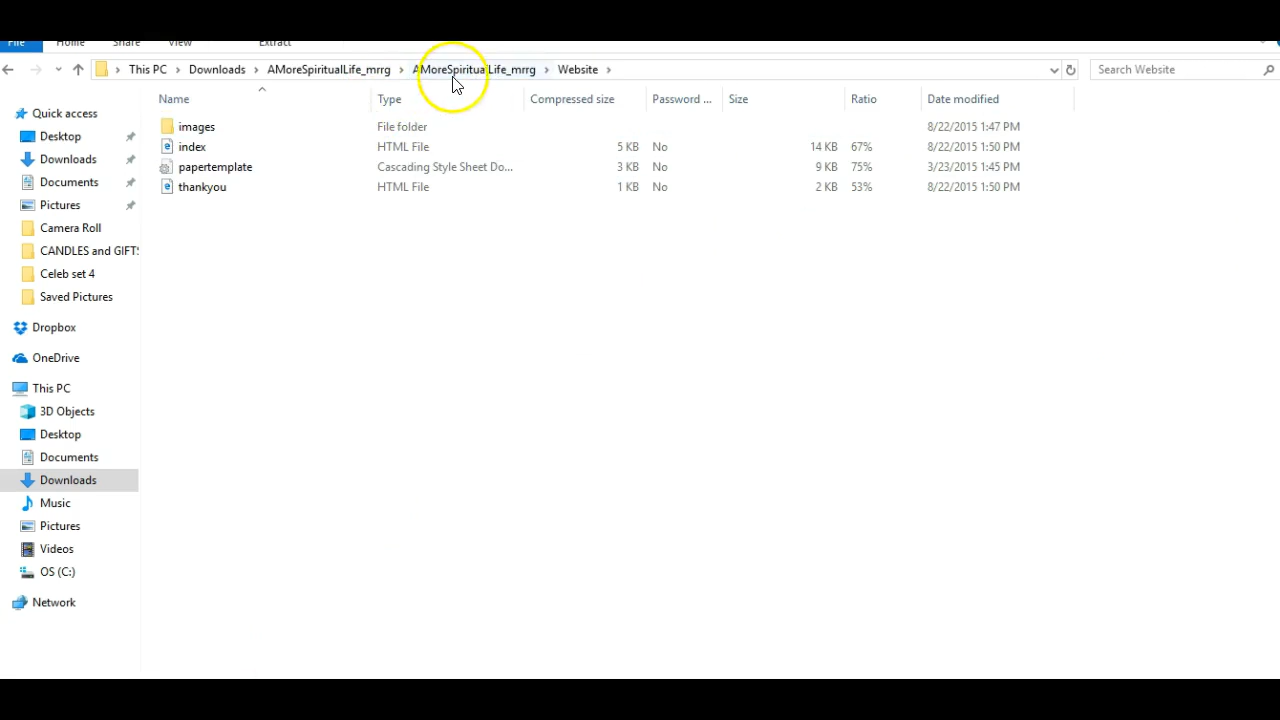 File Home Share View Extract
This PC Downloads AMoreSpiritualLife_mrrg AMoreSpiritualLife_mrrg Website Search Website
Name Type Compressed size Password ... Size Ratio Date modified
images File folder 8/22/2015 1:47 PM
index HTML File 5 KB No 14 KB 67% 8/22/2015 1:50 PM
papertemplate Cascading Style Sheet Do... 3 KB No 9 KB 75% 3/23/2015 1:45 PM
thankyou HTML File 1 KB No 2 KB 53% 8/22/2015 1:50 PM
Quick access
Desktop
Downloads
Documents
Pictures
Camera Roll
CANDLES and GIFTS
Celeb set 4
Saved Pictures
Dropbox
OneDrive
This PC
3D Objects
Desktop
Documents
Downloads
Music
Pictures
Videos
OS (C:)
Network